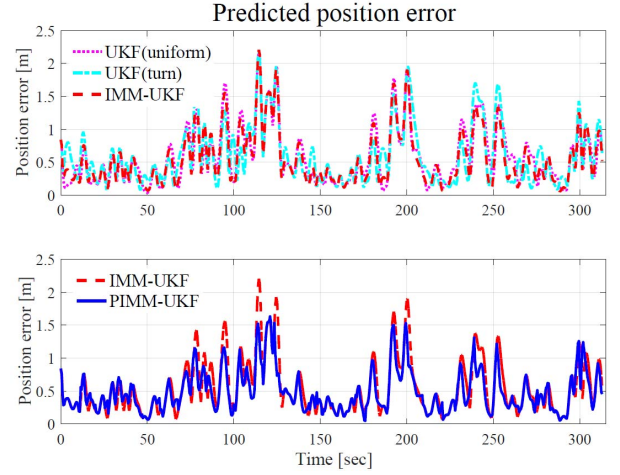 Predicted position error
Position error [m]
2.5
2
1.5
1
0.5
0
UKF(uniform)
UKF(turn)
IMM-UKF
0 50 100 150 200 250 300
Position error [m]
2.5
2
1.5
1
0.5
0
IMM-UKF
PIMM-UKF
0 50 100 150 200 250 300
Time [sec]